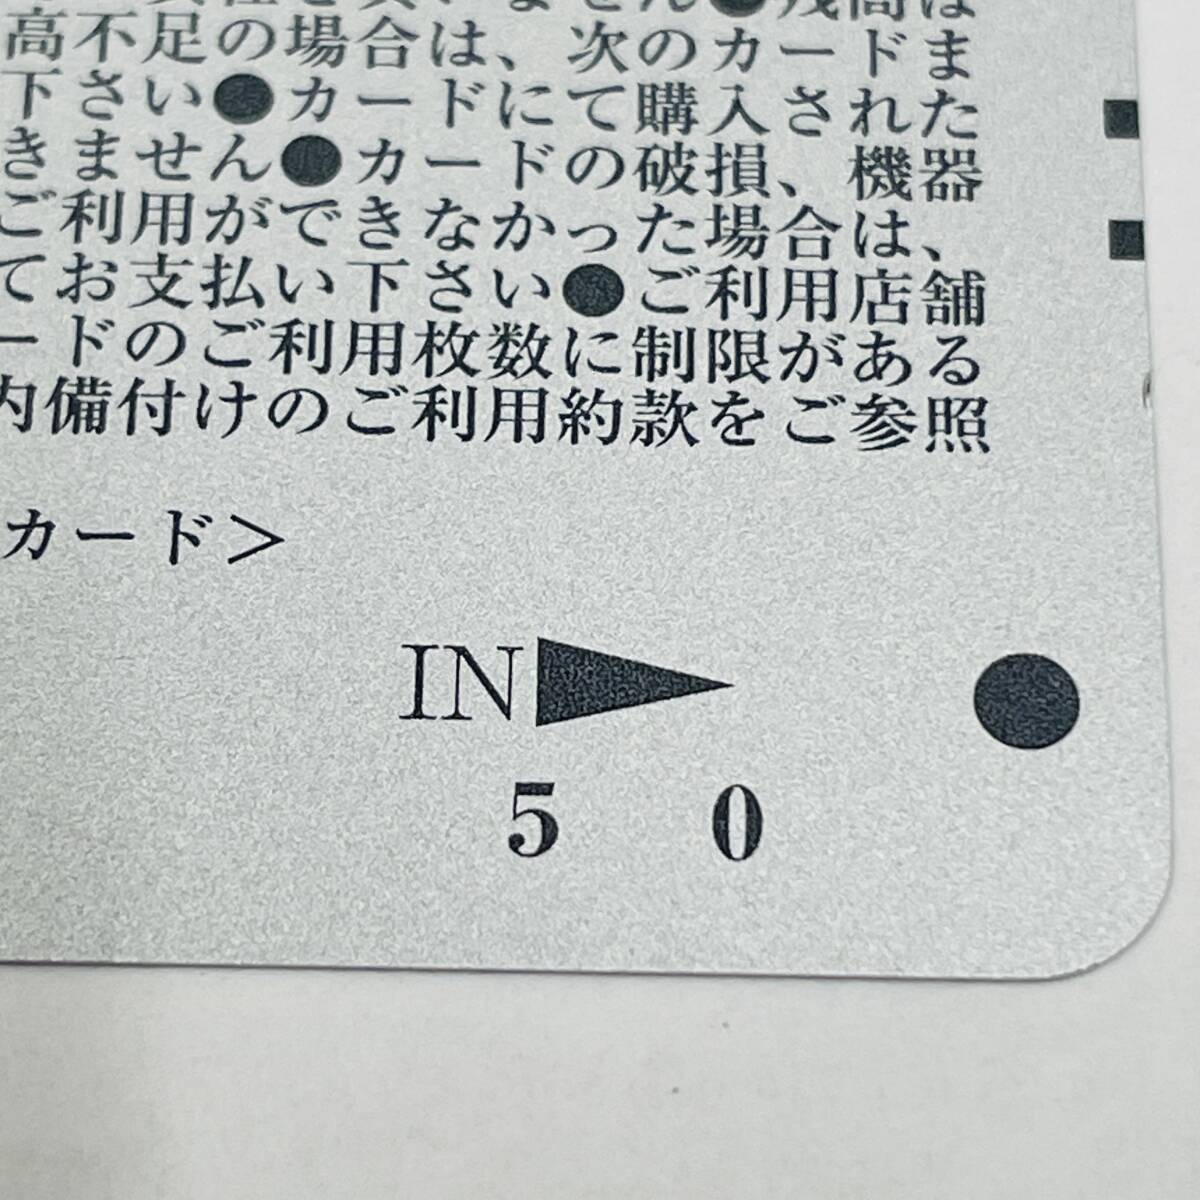 高不足の場合は、次のカードま
下さい●カードにて購入された
きません●カードの破損、機器
ご利用ができなかった場合は、
てお支払い下さい●ご利用店舗
ードのご利用枚数に制限がある
内備付けのご利用約款をご参照
カード＞
IN▶
5 0